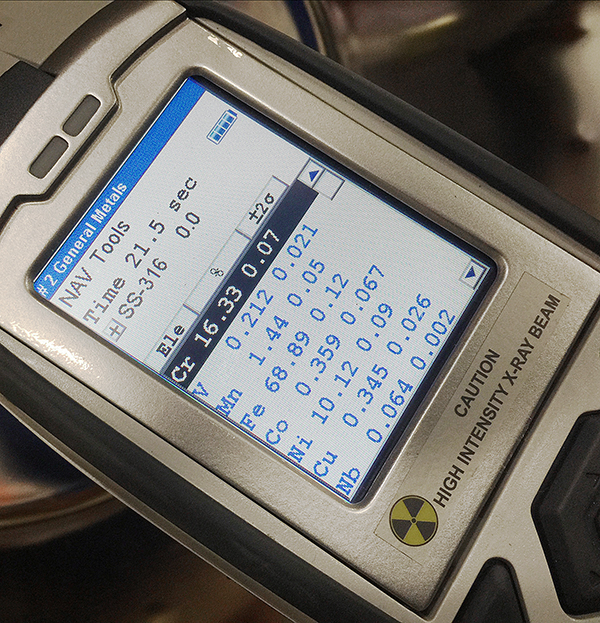 # 2 General Metals
NAV Tools
Time 21.5 sec
SS-316 0.0
Ele % ±2σ
Cr 16.33 0.07
V 0.212 0.021
Mn 1.44 0.05
Fe 68.89 0.12
Co 0.359 0.067
Ni 10.12 0.09
Cu 0.345 0.026
Nb 0.064 0.002
CAUTION
HIGH INTENSITY X-RAY BEAM